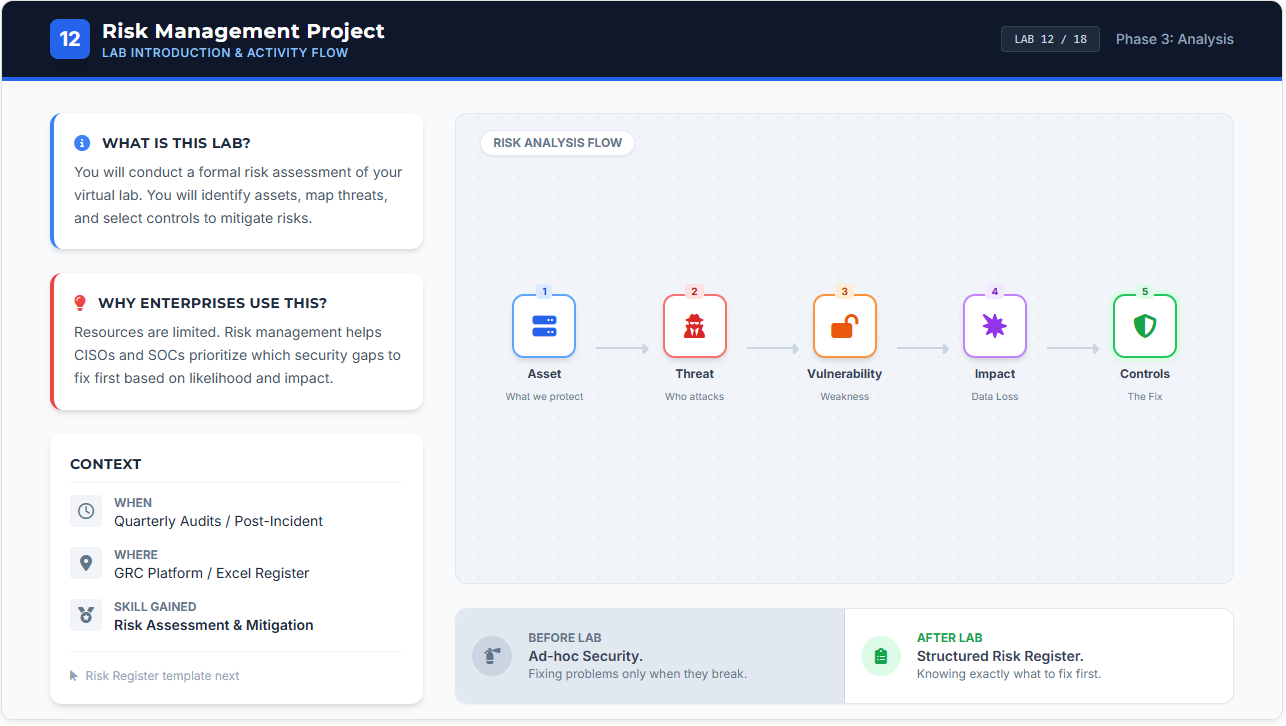 12
Risk Management Project
LAB INTRODUCTION & ACTIVITY FLOW
LAB 12 / 18
Phase 3: Analysis
WHAT IS THIS LAB?
You will conduct a formal risk assessment of your
virtual lab. You will identify assets, map threats,
and select controls to mitigate risks.
WHY ENTERPRISES USE THIS?
Resources are limited. Risk management helps
CISOs and SOCs prioritize which security gaps to
fix first based on likelihood and impact.
CONTEXT
WHEN
Quarterly Audits / Post-Incident
WHERE
GRC Platform / Excel Register
SKILL GAINED
Risk Assessment & Mitigation
Risk Register template next
RISK ANALYSIS FLOW
1
Asset
What we protect
2
Threat
Who attacks
3
Vulnerability
Weakness
4
Impact
Data Loss
5
Controls
The Fix
BEFORE LAB
Ad-hoc Security.
Fixing problems only when they break.
AFTER LAB
Structured Risk Register.
Knowing exactly what to fix first.